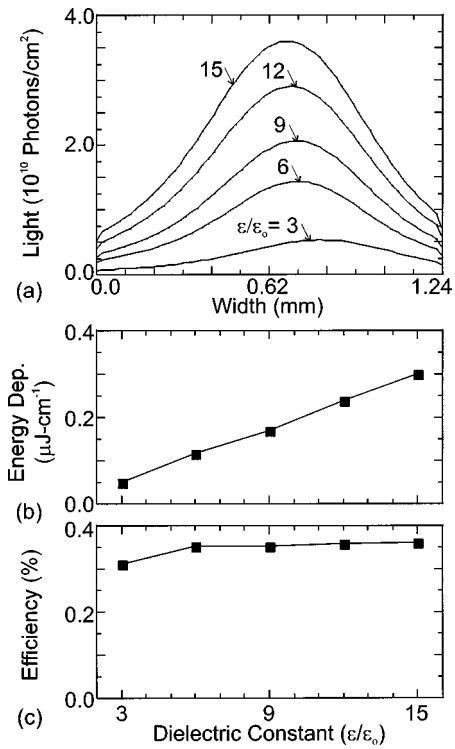 4.0
2.0
0.0
Light (10¹⁰ Photons/cm²)
15
12
9
6
ε/ε₀= 3
0.0
0.62
1.24
Width (mm)
(a)
0.4
0.2
0.0
Energy Dep.
(μJ-cm⁻¹)
(b)
0.4
0.2
0.0
Efficiency (%)
3
9
15
Dielectric Constant (ε/ε₀)
(c)